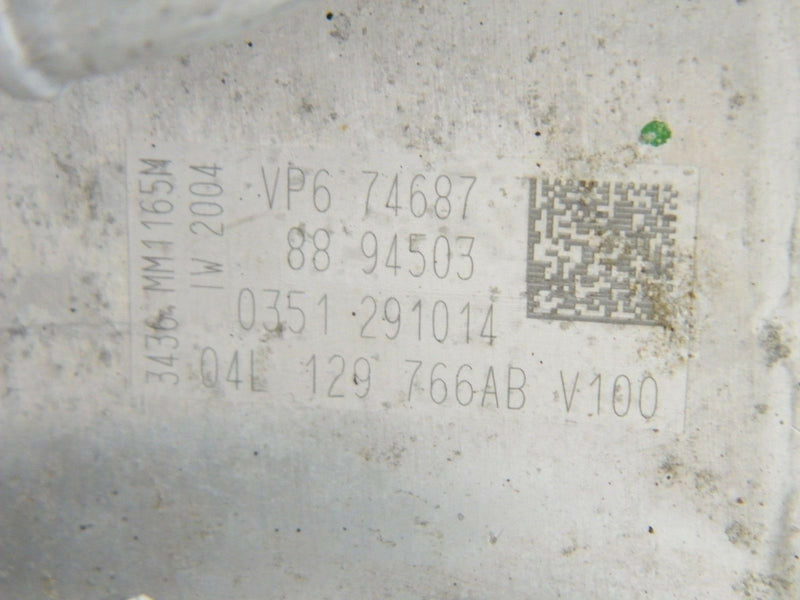 3436 MM1165M
IW 2004
VP6 74687
88 94503
0351 291014
04L 129 766AB V100